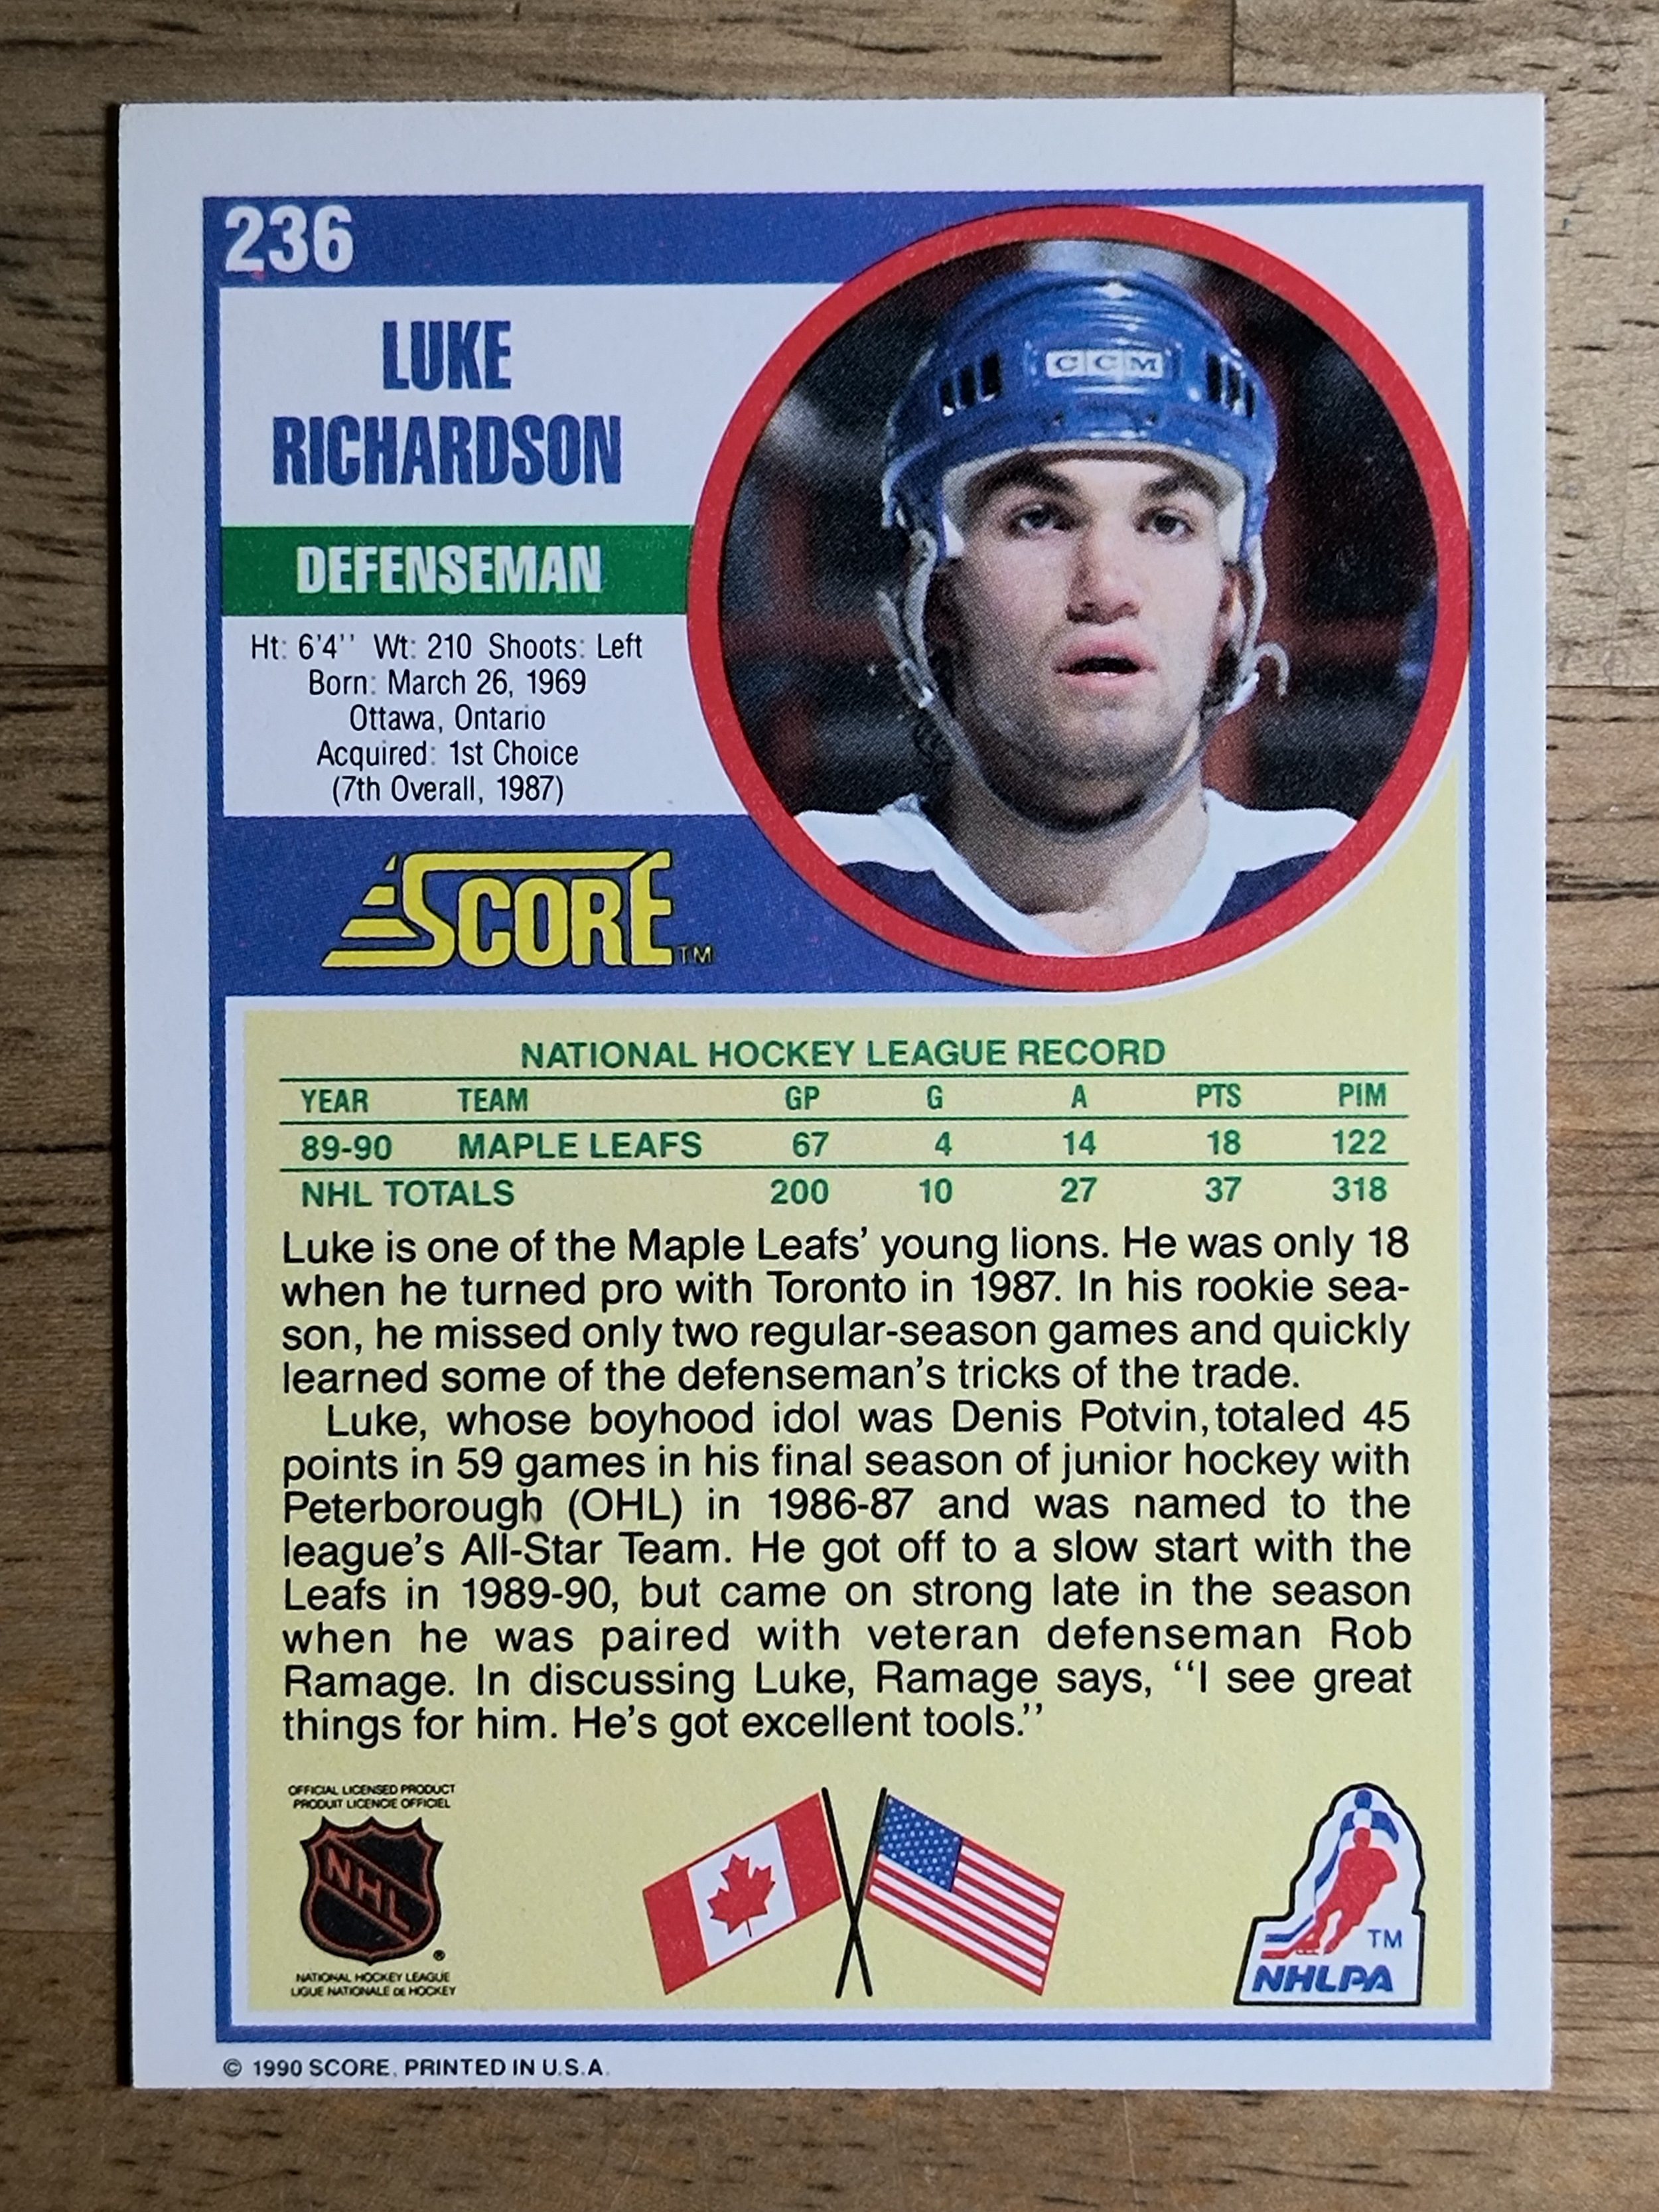 236
LUKE
RICHARDSON
DEFENSEMAN
Ht: 6'4'' Wt: 210 Shoots: Left
Born: March 26, 1969
Ottawa, Ontario
Acquired: 1st Choice
(7th Overall, 1987)
CCM
SCORE TM
NATIONAL HOCKEY LEAGUE RECORD
YEAR TEAM GP G A PTS PIM
89-90 MAPLE LEAFS 67 4 14 18 122
NHL TOTALS 200 10 27 37 318
Luke is one of the Maple Leafs' young lions. He was only 18
when he turned pro with Toronto in 1987. In his rookie sea-
son, he missed only two regular-season games and quickly
learned some of the defenseman's tricks of the trade.
Luke, whose boyhood idol was Denis Potvin, totaled 45
points in 59 games in his final season of junior hockey with
Peterborough (OHL) in 1986-87 and was named to the
league's All-Star Team. He got off to a slow start with the
Leafs in 1989-90, but came on strong late in the season
when he was paired with veteran defenseman Rob
Ramage. In discussing Luke, Ramage says, ''I see great
things for him. He's got excellent tools.''
OFFICIAL LICENSED PRODUCT
PRODUIT LICENCIE OFFICIEL
NHL ®
NATIONAL HOCKEY LEAGUE
LIGUE NATIONALE DE HOCKEY
TM
NHLPA
© 1990 SCORE, PRINTED IN U.S.A.